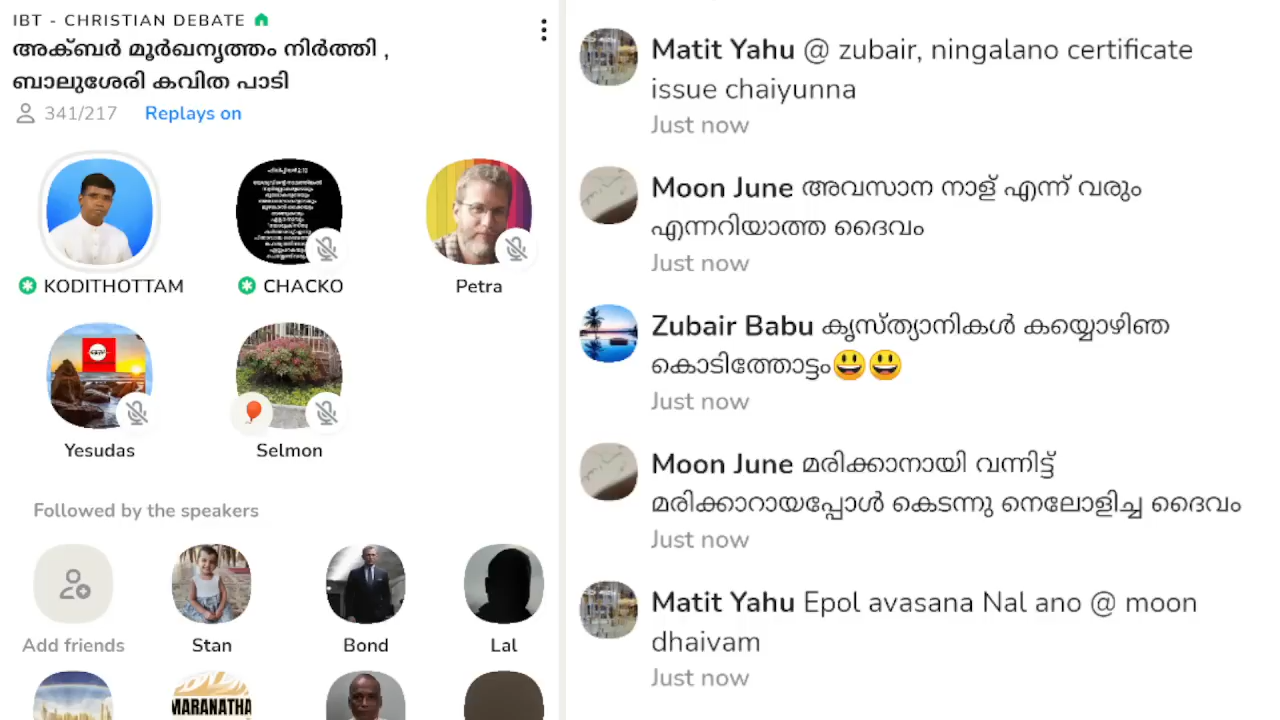 IBT - CHRISTIAN DEBATE
അക്ബർ മൂർഖനൃത്തം നിർത്തി ,
ബാലുശേരി കവിത പാടി
341/217 Replays on
KODITHOTTAM CHACKO Petra
Yesudas Selmon
Followed by the speakers
Add friends Stan Bond Lal
MARANATHA
Matit Yahu @ zubair, ningalano certificate
issue chaiyunna
Just now
Moon June അവസാന നാള് എന്ന് വരും
എന്നറിയാത്ത ദൈവം
Just now
Zubair Babu കൃസ്ത്യാനികൾ കയ്യൊഴിഞ
കൊടിത്തോട്ടം😃😃
Just now
Moon June മരിക്കാനായി വന്നിട്ട്
മരിക്കാറായപ്പോൾ കെടന്നു നെലോളിച്ച ദൈവം
Just now
Matit Yahu Epol avasana Nal ano @ moon
dhaivam
Just now